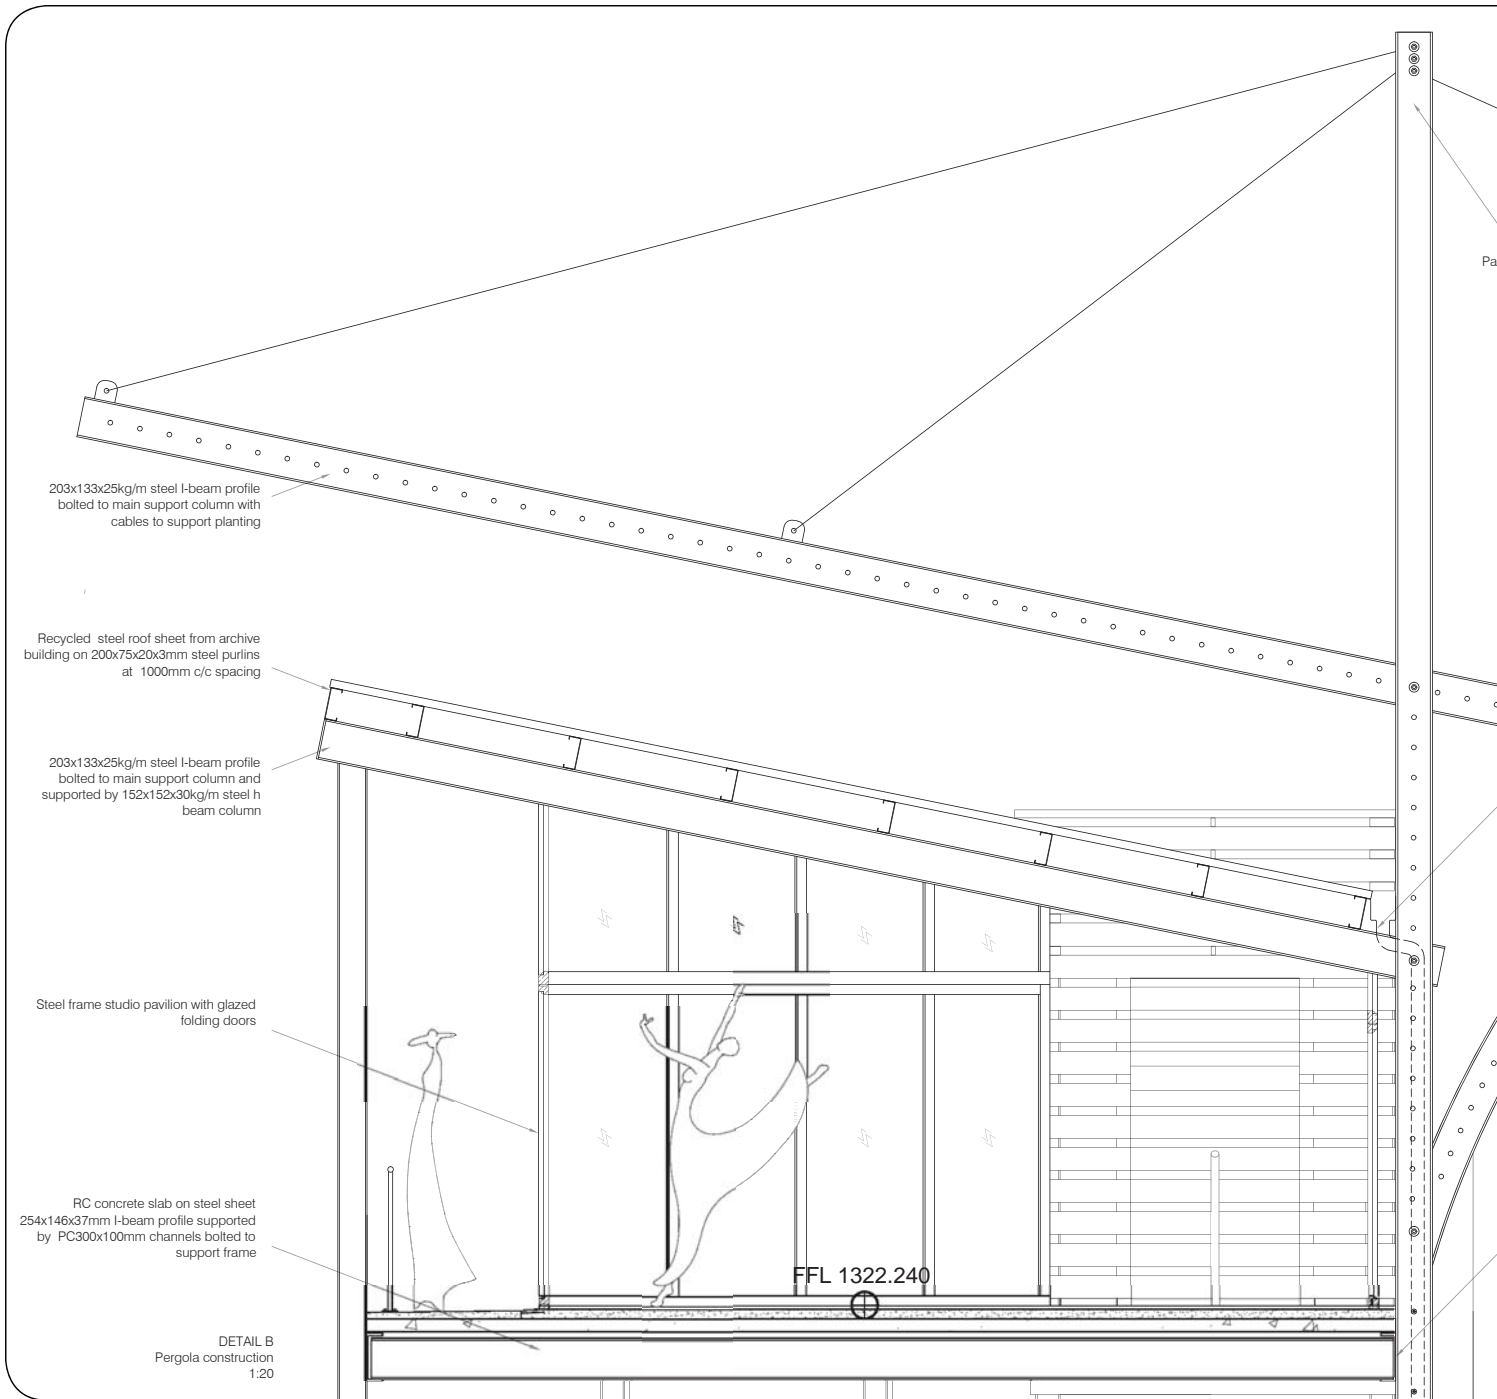 Pa
203x133x25kg/m steel I-beam profile
bolted to main support column with
cables to support planting
Recycled steel roof sheet from archive
building on 200x75x20x3mm steel purlins
at 1000mm c/c spacing
203x133x25kg/m steel I-beam profile
bolted to main support column and
supported by 152x152x30kg/m steel h
beam column
Steel frame studio pavilion with glazed
folding doors
RC concrete slab on steel sheet
254x146x37mm I-beam profile supported
by PC300x100mm channels bolted to
support frame
FFL 1322.240
DETAIL B
Pergola construction
1:20